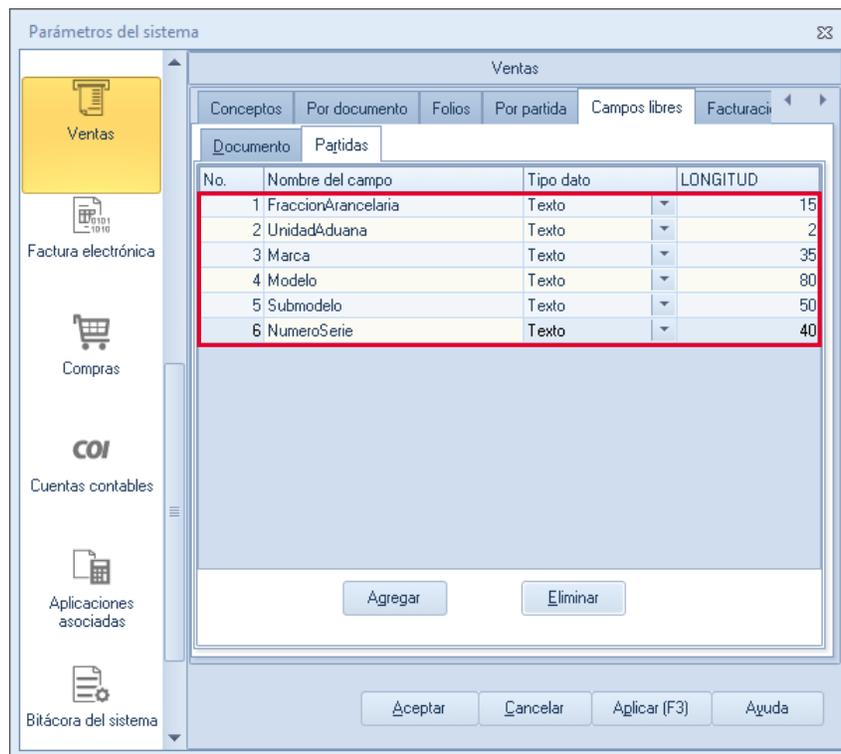 Parámetros del sistema
Ventas
Factura electrónica
Compras
COI
Cuentas contables
Aplicaciones
asociadas
Bitácora del sistema
Ventas
Conceptos Por documento Folios Por partida Campos libres Facturació
Documento Partidas
No. Nombre del campo Tipo dato LONGITUD
1 FraccionArancelaria Texto 15
2 UnidadAduana Texto 2
3 Marca Texto 35
4 Modelo Texto 80
5 Submodelo Texto 50
6 NumeroSerie Texto 40
Agregar Eliminar
Aceptar Cancelar Aplicar (F3) Ayuda